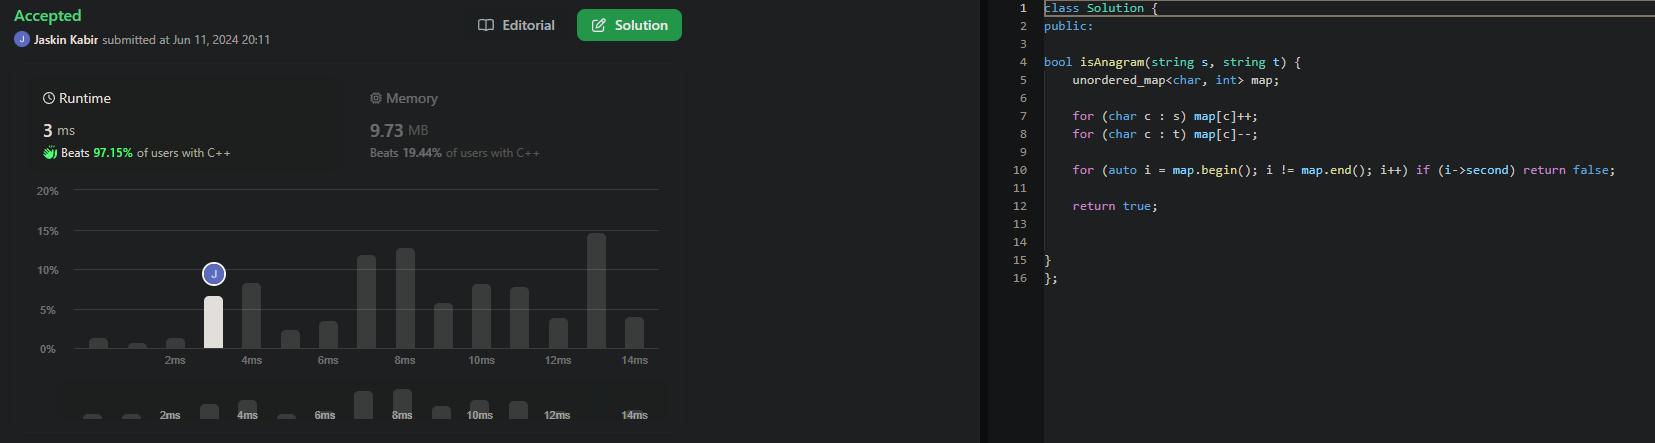 Accepted
J Jaskin Kabir submitted at Jun 11, 2024 20:11
Editorial
Solution
Runtime
3 ms
Beats 97.15% of users with C++
Memory
9.73 MB
Beats 19.44% of users with C++
20%
15%
10%
5%
0%
J
2ms 4ms 6ms 8ms 10ms 12ms 14ms
2ms 4ms 6ms 8ms 10ms 12ms 14ms
1 class Solution {
2 public:
3
4 bool isAnagram(string s, string t) {
5     unordered_map<char, int> map;
6
7     for (char c : s) map[c]++;
8     for (char c : t) map[c]--;
9
10     for (auto i = map.begin(); i != map.end(); i++) if (i->second) return false;
11
12     return true;
13
14
15 }
16 };